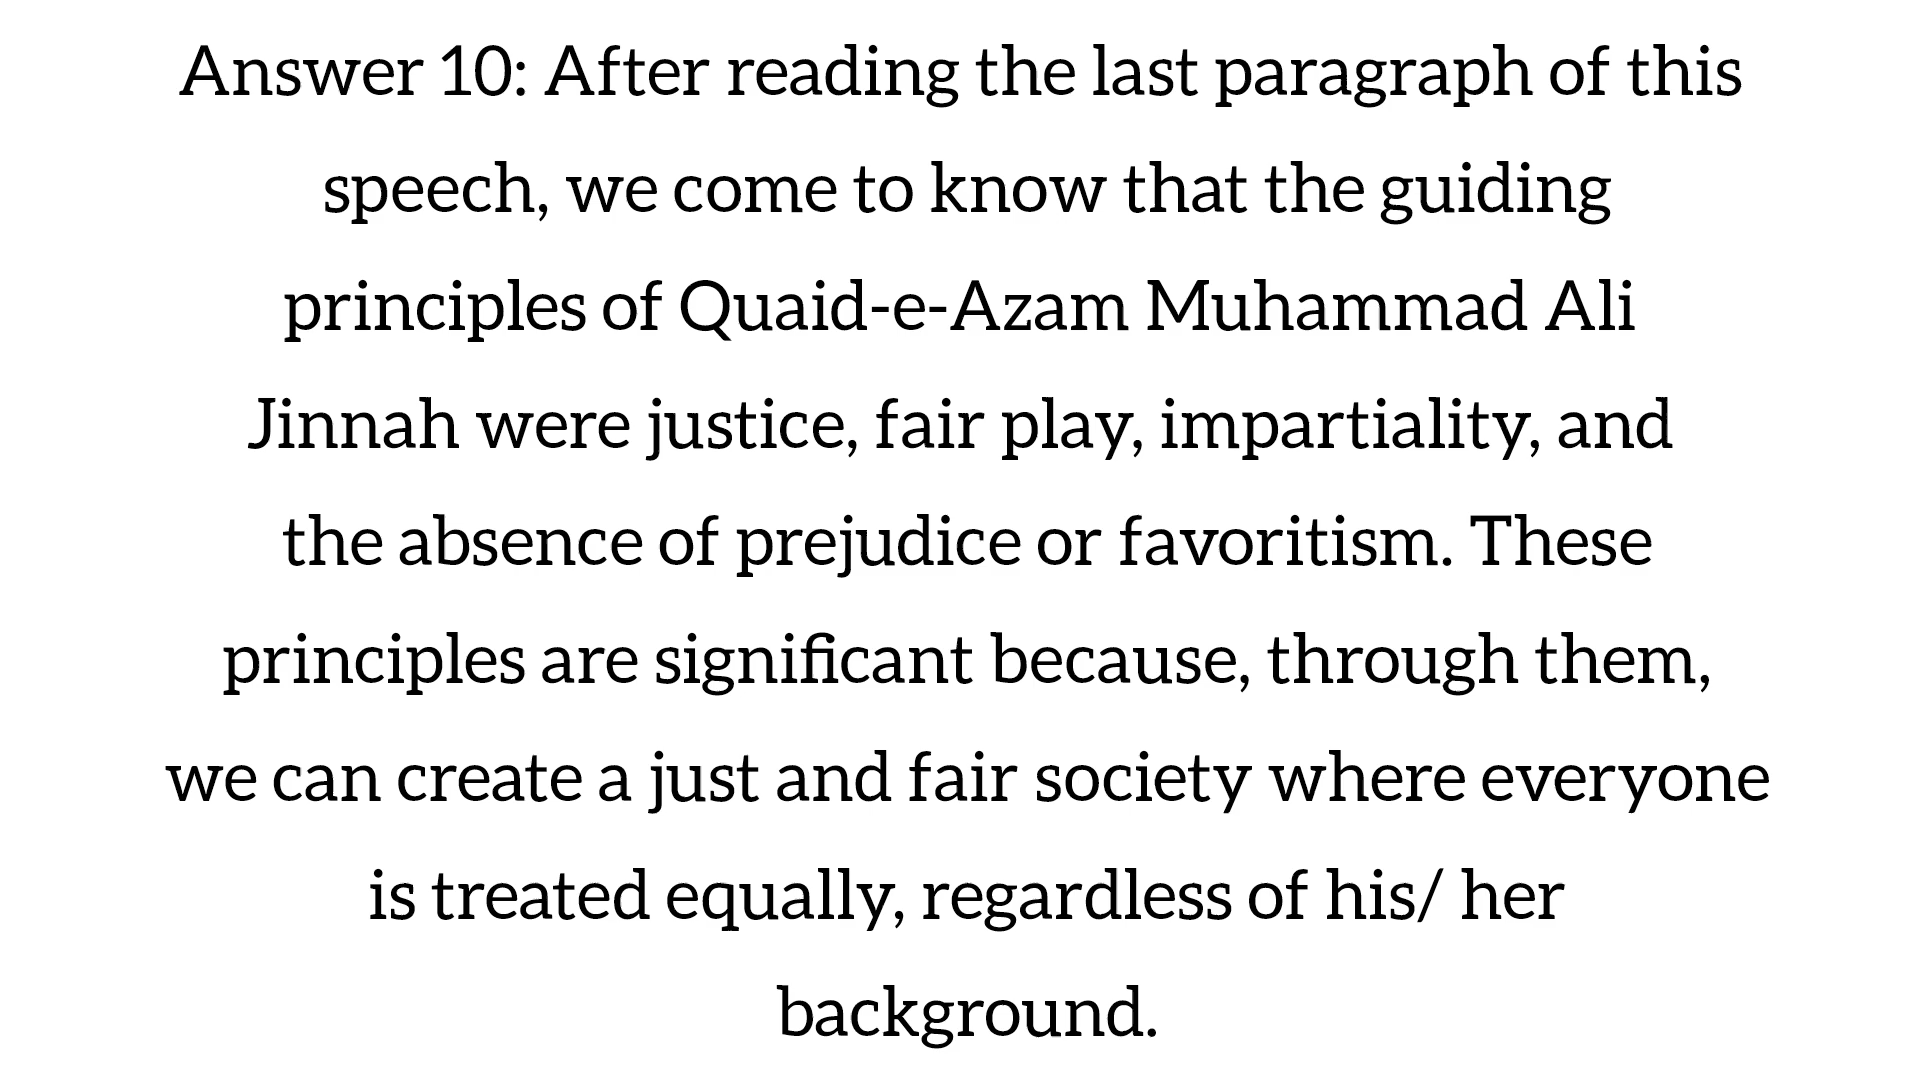 Answer 10: After reading the last paragraph of this
speech, we come to know that the guiding
principles of Quaid-e-Azam Muhammad Ali
Jinnah were justice, fair play, impartiality, and
the absence of prejudice or favoritism. These
principles are significant because, through them,
we can create a just and fair society where everyone
is treated equally, regardless of his/ her
background.